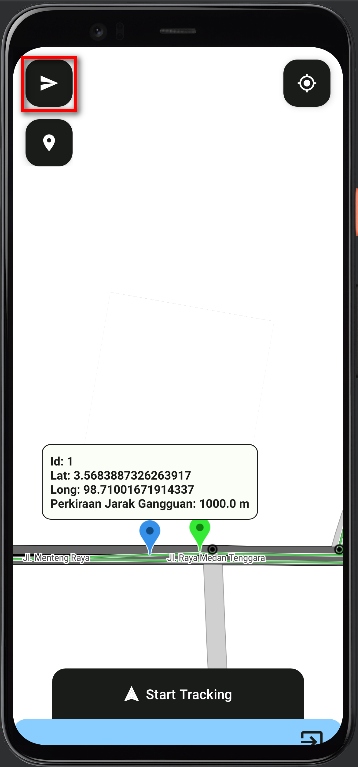 Id: 1
Lat: 3.5683887326263917
Long: 98.71001671914337
Perkiraan Jarak Gangguan: 1000.0 m
Jl. Menteng Raya
Jl. Raya Medan Tenggara
Start Tracking